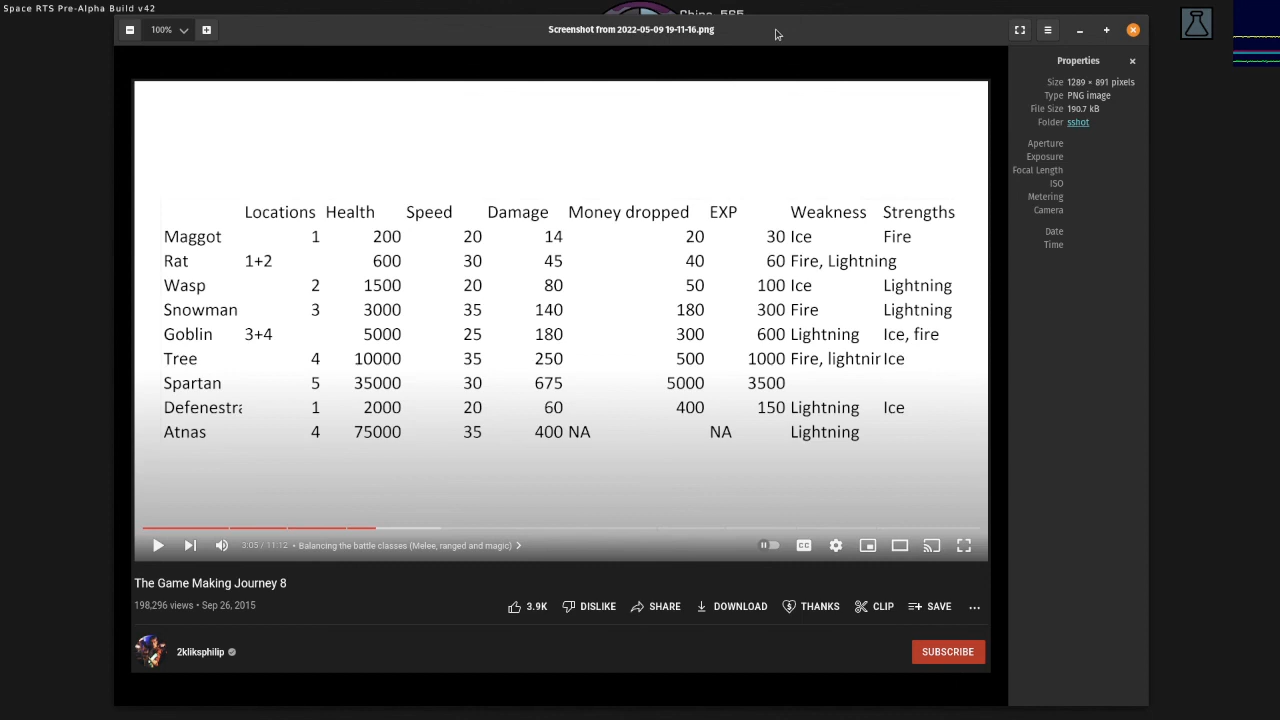 Space RTS Pre-Alpha Build v42
100%
Screenshot from 2022-05-09 19-11-16.png
Properties
Size 1289 × 891 pixels
Type PNG image
File Size 190.7 kB
Folder sshot
Aperture
Exposure
Focal Length
ISO
Metering
Camera
Date
Time
Locations Health Speed Damage Money dropped EXP Weakness Strengths
Maggot 1 200 20 14 20 30 Ice Fire
Rat 1+2 600 30 45 40 60 Fire, Lightning
Wasp 2 1500 20 80 50 100 Ice Lightning
Snowman 3 3000 35 140 180 300 Fire Lightning
Goblin 3+4 5000 25 180 300 600 Lightning Ice, fire
Tree 4 10000 35 250 500 1000 Fire, lightnir Ice
Spartan 5 35000 30 675 5000 3500
Defenestra 1 2000 20 60 400 150 Lightning Ice
Atnas 4 75000 35 400 NA NA Lightning
3:05 / 11:12 • Balancing the battle classes (Melee, ranged and magic)
CC
The Game Making Journey 8
198,296 views • Sep 26, 2015
3.9K DISLIKE SHARE DOWNLOAD THANKS CLIP SAVE
2kliksphilip
SUBSCRIBE